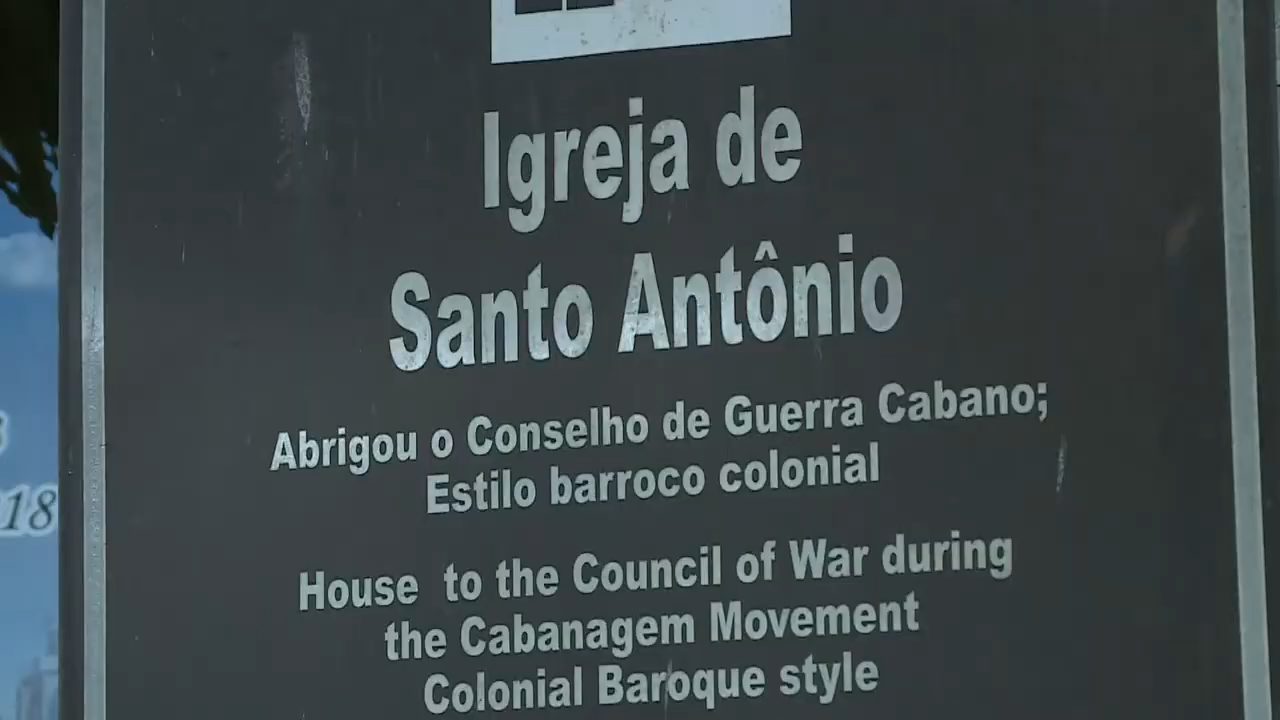 Igreja de
Santo Antônio
Abrigou o Conselho de Guerra Cabano;
Estilo barroco colonial
House to the Council of War during
the Cabanagem Movement
Colonial Baroque style
18